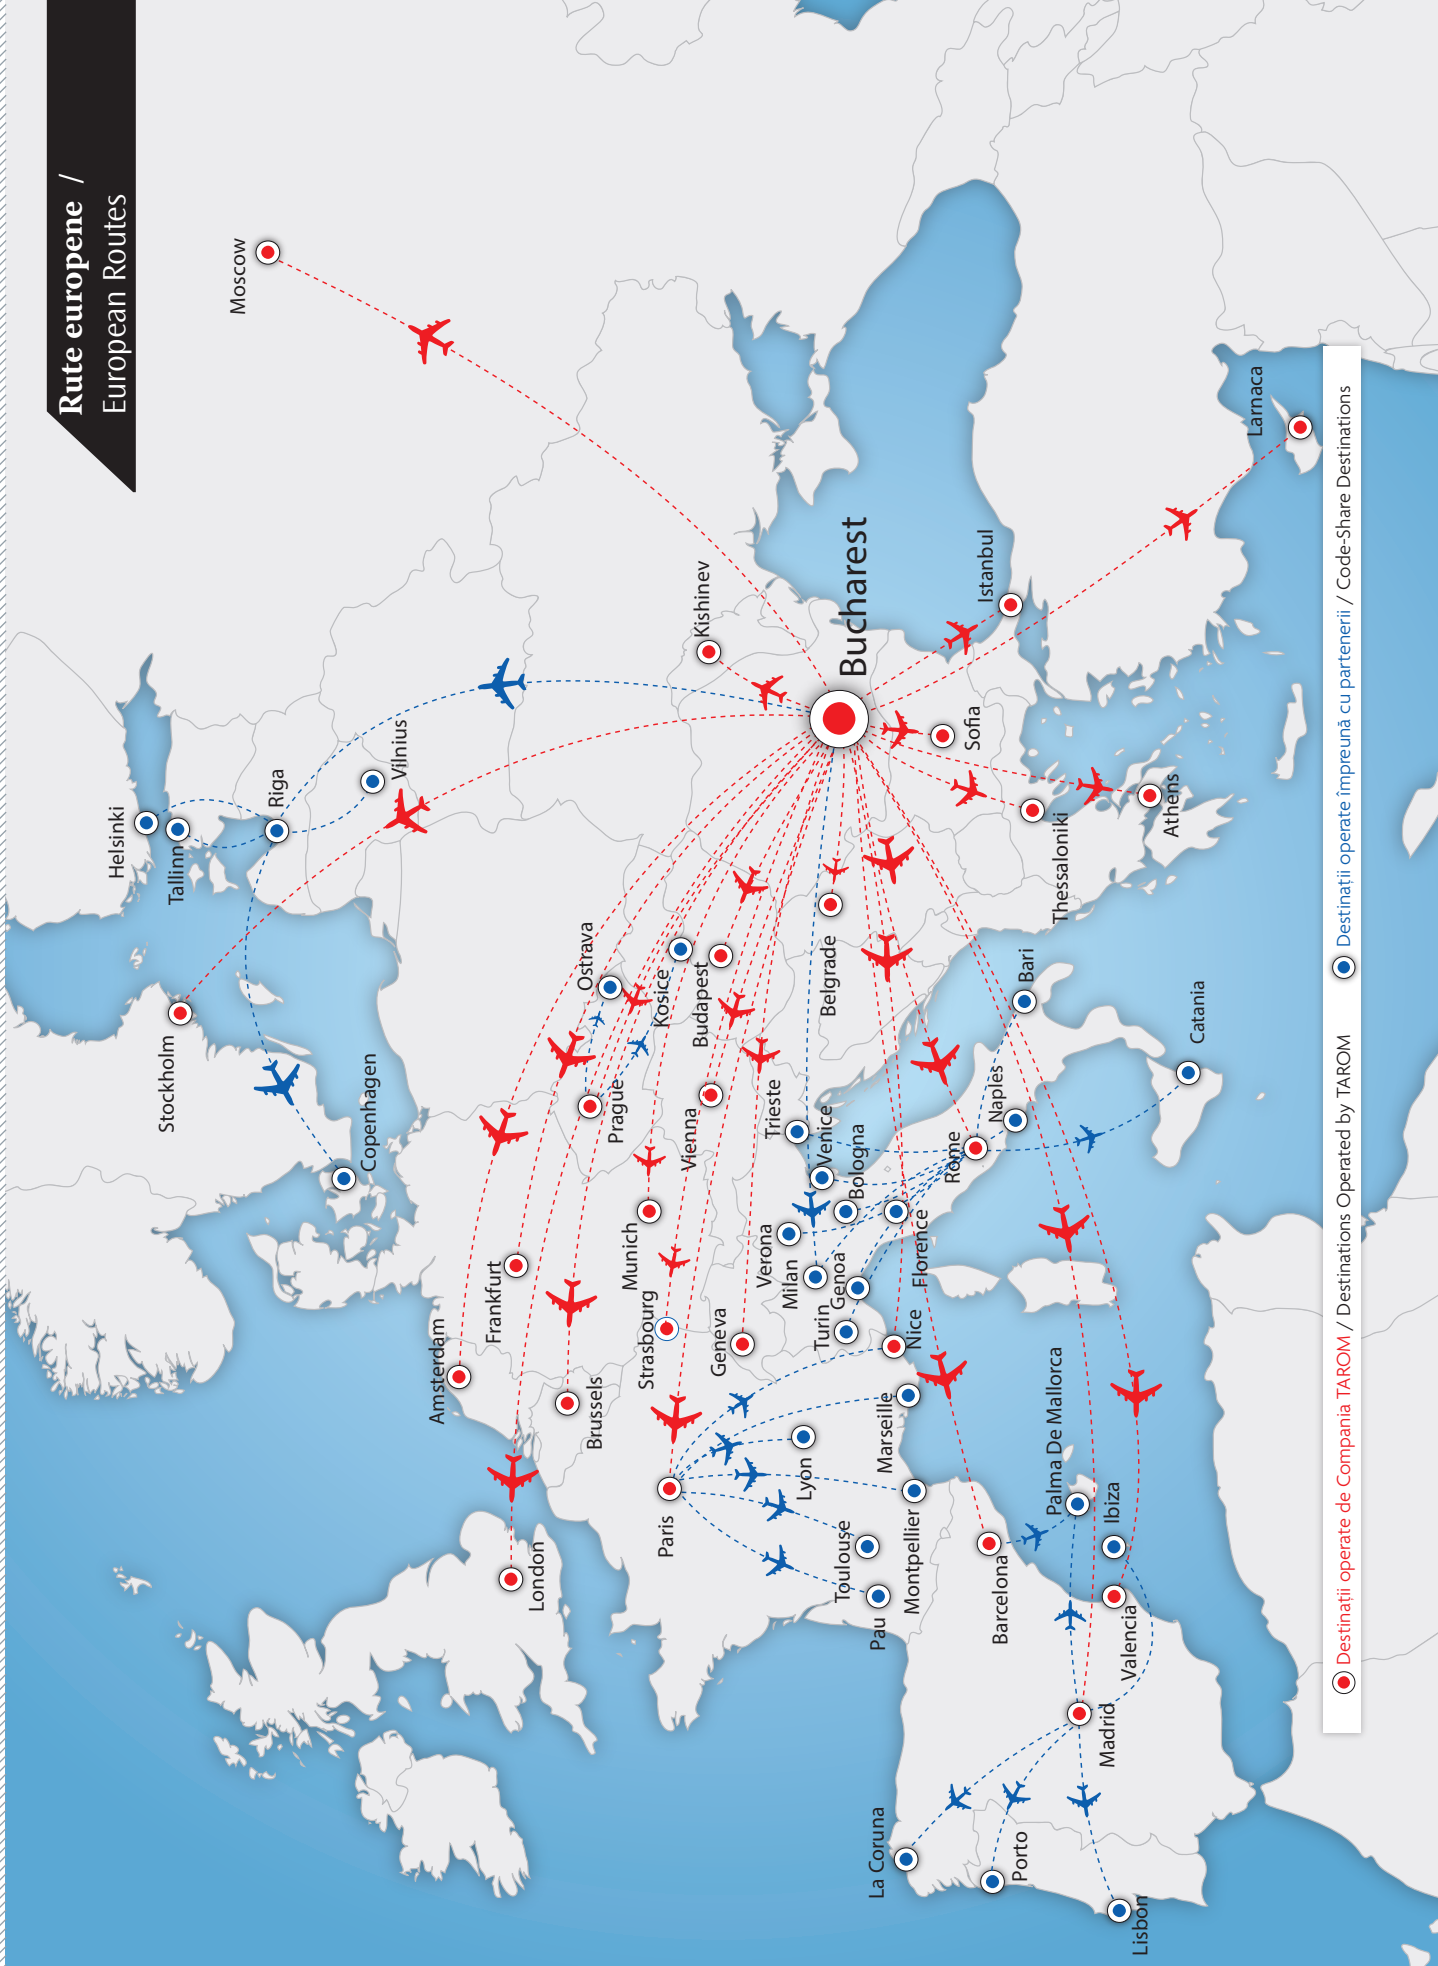 Rute europene /
European Routes
Moscow
Helsinki
Tallinn
Riga
Vilnius
Stockholm
Copenhagen
Kishinev
Bucharest
Istanbul
Larnaca
Sofia
Thessaloniki
Athens
Ostrava
Kosice
Budapest
Belgrade
Prague
Vienna
Trieste
Venice
Bologna
Rome
Naples
Bari
Catania
Amsterdam
Frankfurt
Munich
Strasbourg
Geneva
Verona
Milan
Genoa
Turin
Florence
Nice
Brussels
London
Paris
Lyon
Marseille
Toulouse
Montpellier
Pau
Barcelona
Palma De Mallorca
Ibiza
Valencia
Madrid
La Coruna
Porto
Lisbon
Destinații operate de Compania TAROM / Destinations Operated by TAROM
Destinații operate împreună cu partenerii / Code-Share Destinations